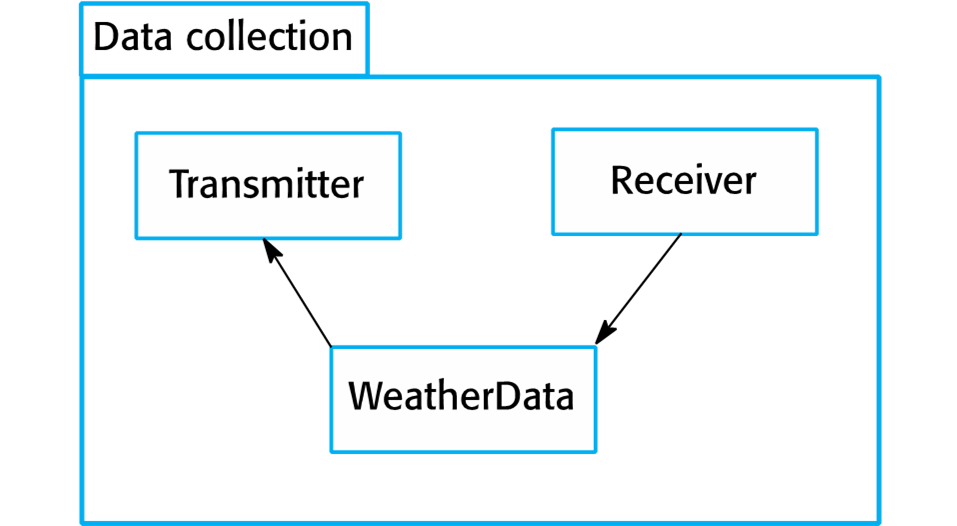 Data collection
Transmitter
Receiver
WeatherData